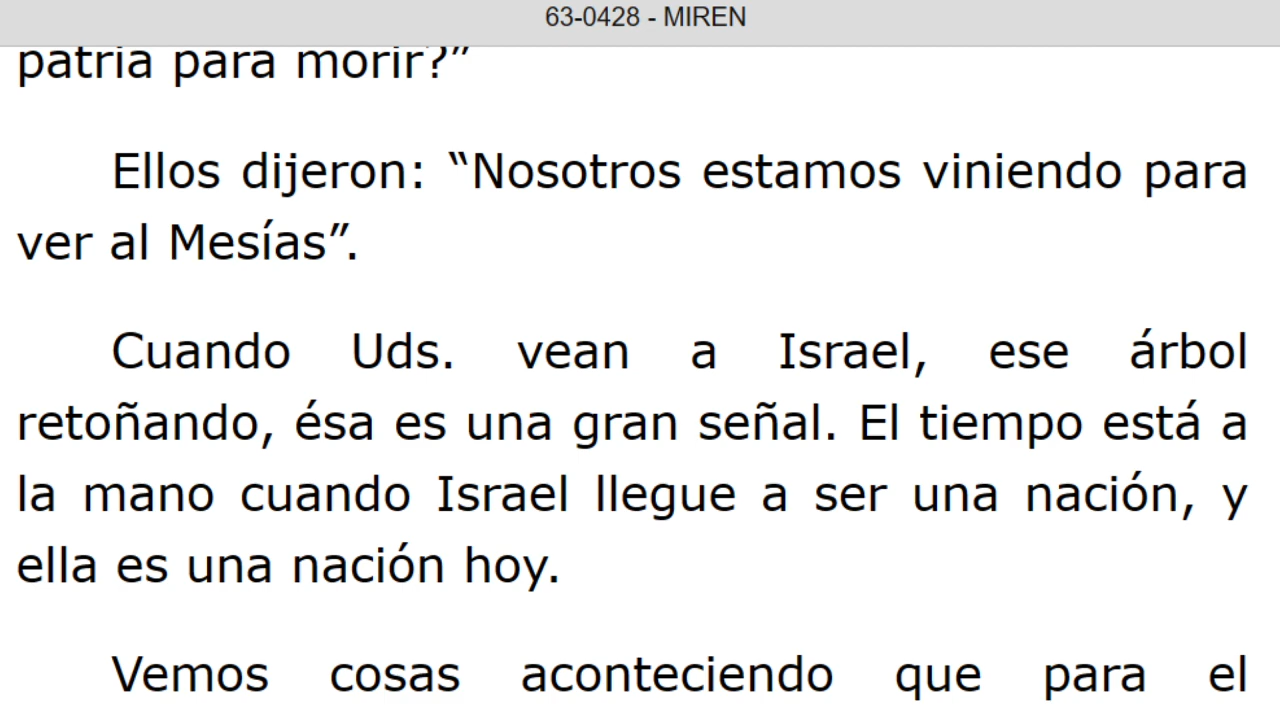 63-0428 - MIREN
patria para morir?”
Ellos dijeron: “Nosotros estamos viniendo para
ver al Mesías”.
Cuando Uds. vean a Israel, ese árbol
retoñando, ésa es una gran señal. El tiempo está a
la mano cuando Israel llegue a ser una nación, y
ella es una nación hoy.
Vemos cosas aconteciendo que para el